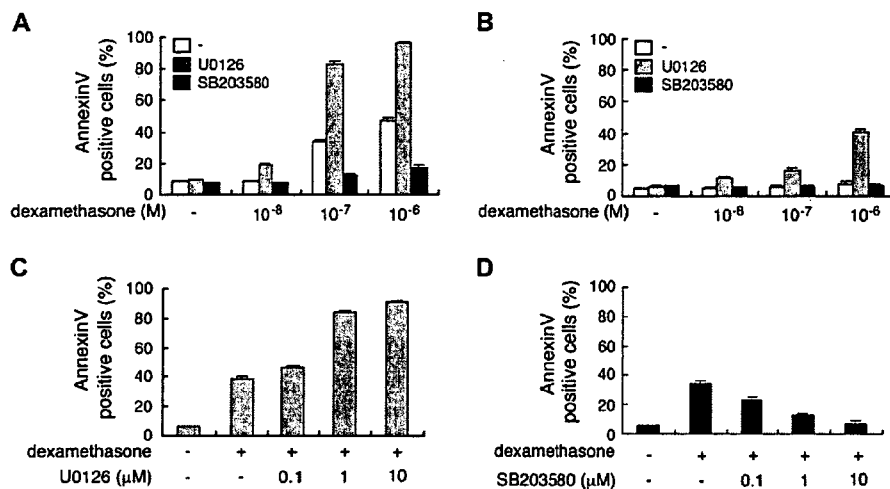 A
AnnexinV
positive cells (%)
100
80
60
40
20
0
-
U0126
SB203580
dexamethasone (M)
- 10⁻⁸ 10⁻⁷ 10⁻⁶
B
AnnexinV
positive cells (%)
100
80
60
40
20
0
-
U0126
SB203580
dexamethasone (M)
- 10⁻⁸ 10⁻⁷ 10⁻⁶
C
AnnexinV
positive cells (%)
100
80
60
40
20
0
dexamethasone - + + + +
U0126 (μM) - - 0.1 1 10
D
AnnexinV
positive cells (%)
100
80
60
40
20
0
dexamethasone - + + + +
SB203580 (μM) - - 0.1 1 10